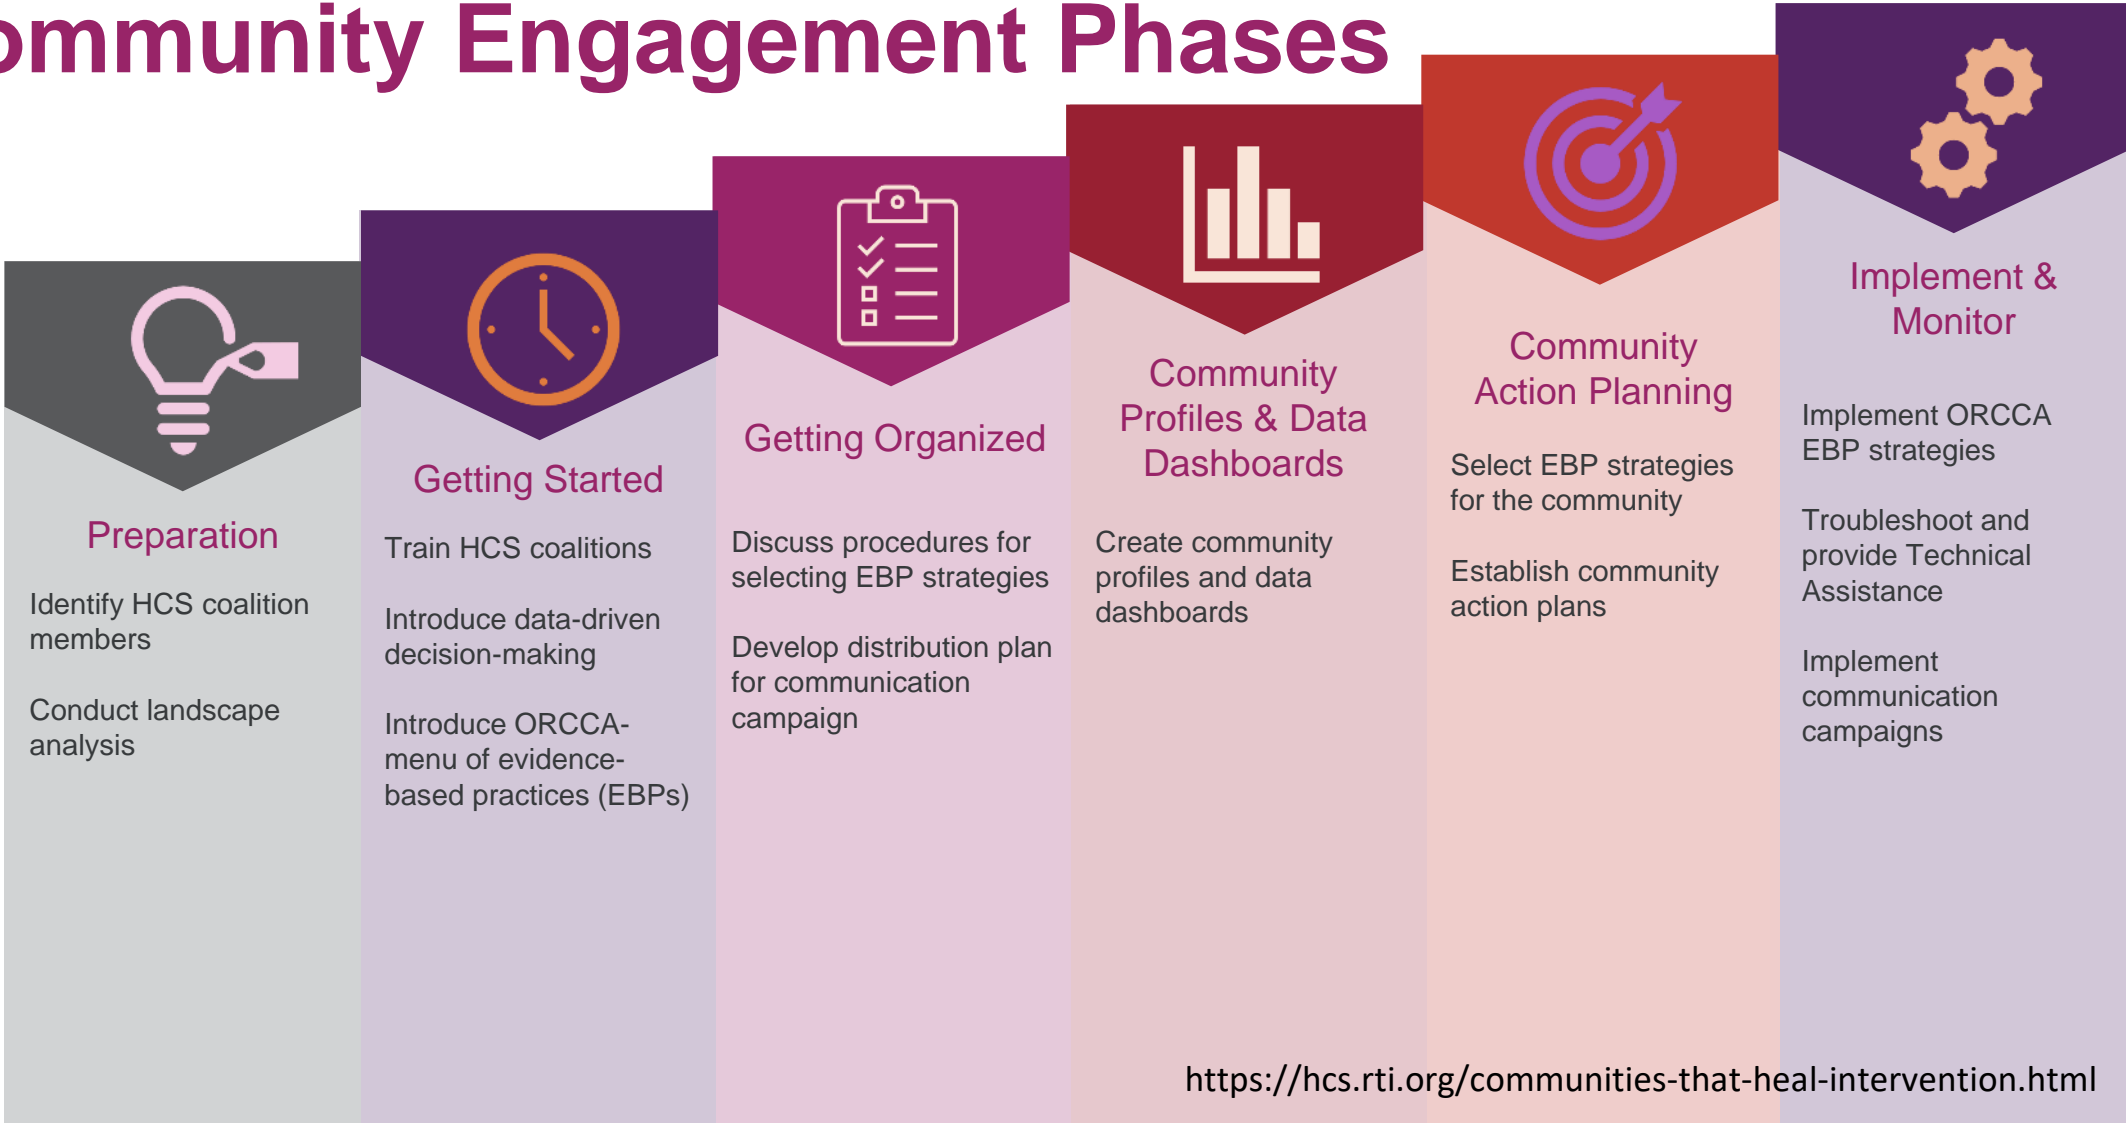 ommunity Engagement Phases
Preparation
Identify HCS coalition
members
Conduct landscape
analysis
Getting Started
Train HCS coalitions
Introduce data-driven
decision-making
Introduce ORCCA-
menu of evidence-
based practices (EBPs)
Getting Organized
Discuss procedures for
selecting EBP strategies
Develop distribution plan
for communication
campaign
Community
Profiles & Data
Dashboards
Create community
profiles and data
dashboards
Community
Action Planning
Select EBP strategies
for the community
Establish community
action plans
Implement &
Monitor
Implement ORCCA
EBP strategies
Troubleshoot and
provide Technical
Assistance
Implement
communication
campaigns
https://hcs.rti.org/communities-that-heal-intervention.html